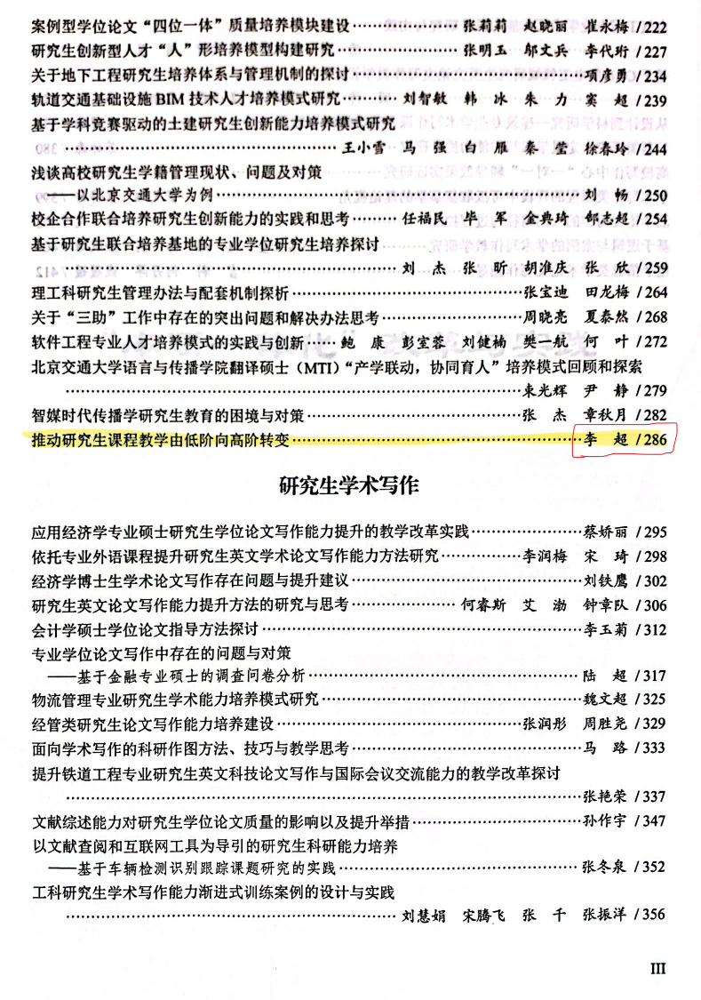 案例型学位论文“四位一体”质量培养模块建设……张莉莉 赵晓丽 崔永梅 /222
研究生创新型人才“人”形培养模型构建研究……张明玉 邬文兵 李代珩 /227
关于地下工程研究生培养体系与管理机制的探讨……项彦勇 /234
轨道交通基础设施 BIM 技术人才培养模式研究……刘智敏 韩 冰 朱 力 窦 超 /239
基于学科竞赛驱动的土建研究生创新能力培养模式研究
……王小雪 马 强 白 雁 秦 莹 徐春玲 /244
浅谈高校研究生学籍管理现状、问题及对策
——以北京交通大学为例……刘 畅 /250
校企合作联合培养研究生创新能力的实践和思考……任福民 毕 军 金典琦 郇志超 /254
基于研究生联合培养基地的专业学位研究生培养探讨
……刘 杰 张 昕 胡准庆 张 欣 /259
理工科研究生管理办法与配套机制探析……张宝迪 田龙梅 /264
关于“三助”工作中存在的突出问题和解决办法思考……周晓亮 夏泰然 /268
软件工程专业人才培养模式的实践与创新……鲍 康 彭宝蓉 刘健楠 樊一航 何 叶 /272
北京交通大学语言与传播学院翻译硕士（MTI）“产学联动，协同育人”培养模式回顾和探索
……束光辉 尹 静 /279
智媒时代传播学研究生教育的困境与对策……张 杰 章秋月 /282
推动研究生课程教学由低阶向高阶转变……李 超 /286
研究生学术写作
应用经济学专业硕士研究生学位论文写作能力提升的教学改革实践……蔡娇丽 /295
依托专业外语课程提升研究生英文学术论文写作能力方法研究……李润梅 宋 琦 /298
经济学博士生学术论文写作存在问题与提升建议……刘铁鹰 /302
研究生英文论文写作能力提升方法的研究与思考……何睿斯 艾 渤 钟章队 /306
会计学硕士学位论文指导方法探讨……李玉菊 /312
专业学位论文写作中存在的问题与对策
——基于金融专业硕士的调查问卷分析……陆 超 /317
物流管理专业研究生学术能力培养模式研究……魏文超 /325
经管类研究生论文写作能力培养建设……张润彤 周胜尧 /329
面向学术写作的科研作图方法、技巧与教学思考……马 路 /333
提升铁道工程专业研究生英文科技论文写作与国际会议交流能力的教学改革探讨
……张艳荣 /337
文献综述能力对研究生学位论文质量的影响以及提升举措……孙作宇 /347
以文献查阅和互联网工具为导引的研究生科研能力培养
——基于车辆检测识别跟踪课题研究的实践……张冬泉 /352
工科研究生学术写作能力渐进式训练案例的设计与实践
……刘慧娟 宋腾飞 张 千 张振洋 /356
III